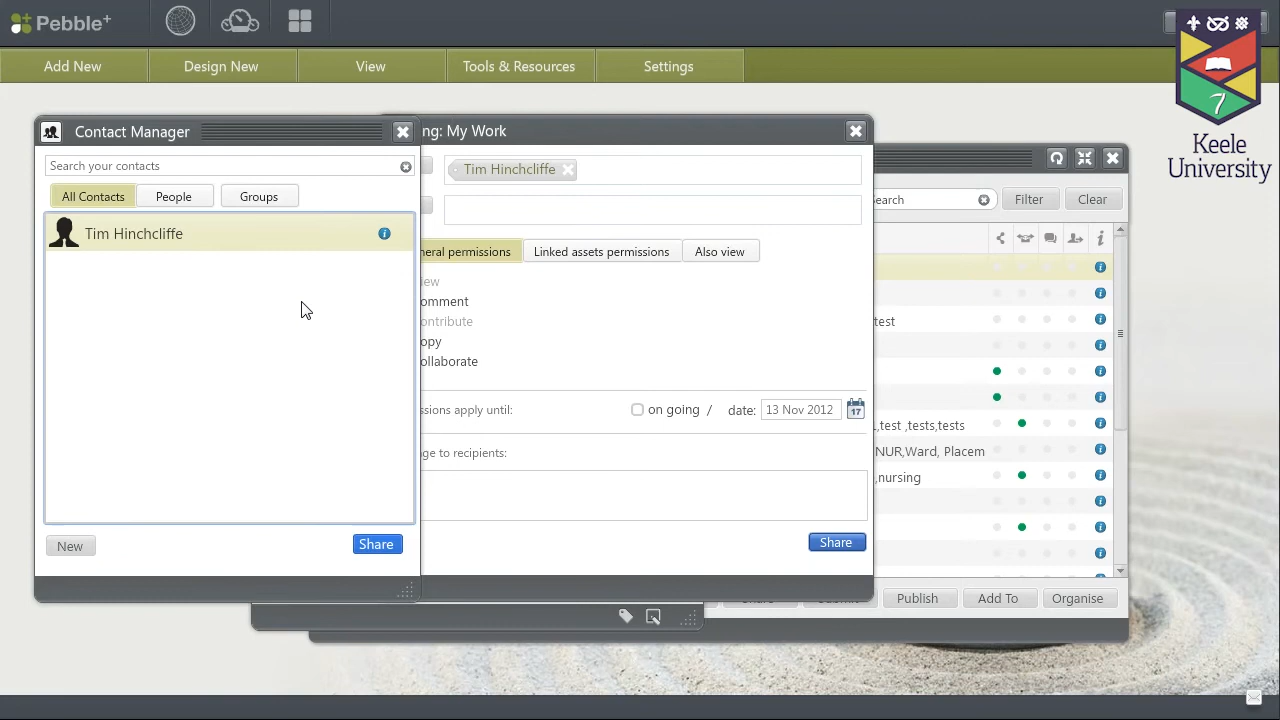 Pebble+
Add New
Design New
View
Tools & Resources
Settings
7
Keele
University
Contact Manager
Search your contacts
All Contacts
People
Groups
Tim Hinchcliffe
New
Share
ng: My Work
Tim Hinchcliffe
neral permissions
Linked assets permissions
Also view
iew
omment
ontribute
opy
ollaborate
ssions apply until:
on going /
date:
13 Nov 2012
17
ge to recipients:
Share
earch
Filter
Clear
test
,test ,tests,tests
NUR,Ward, Placem
,nursing
Publish
Add To
Organise